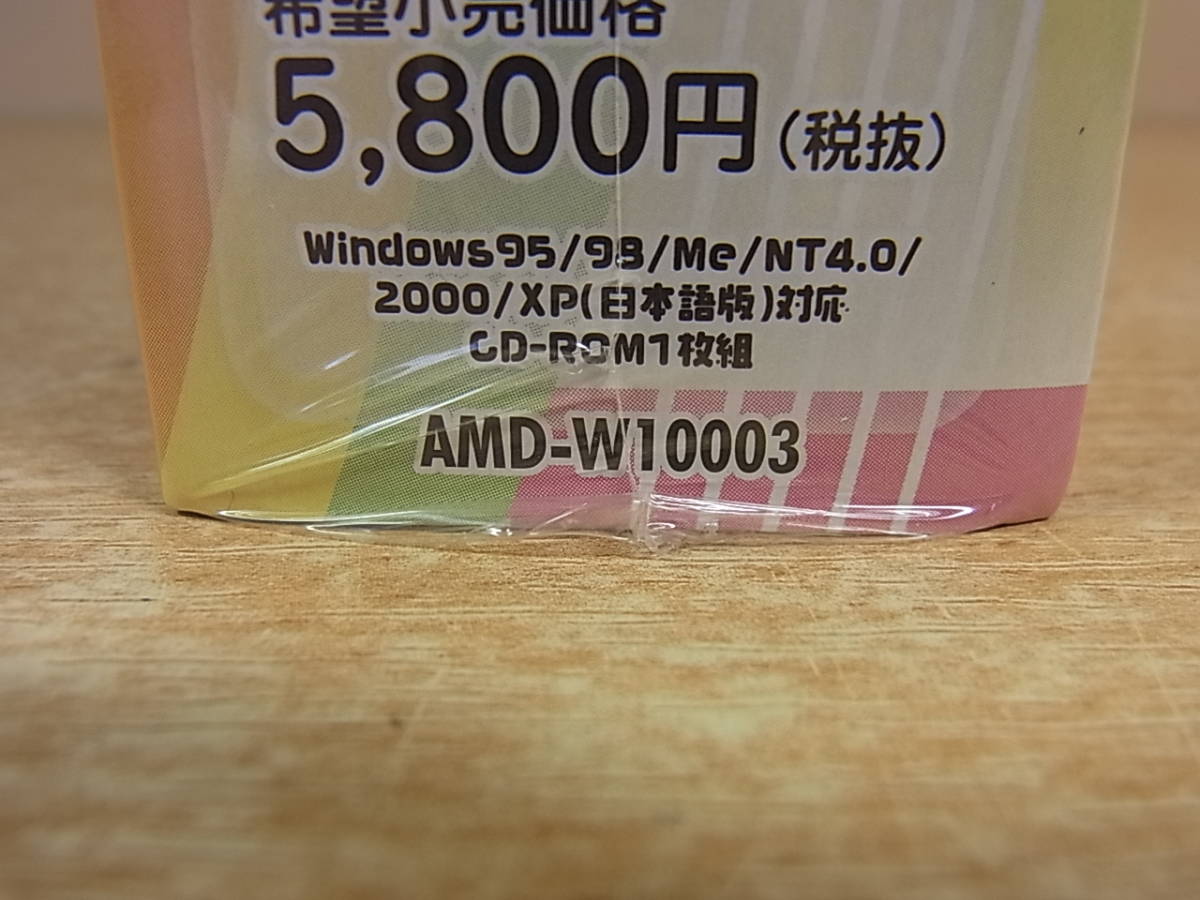 希望小売価格
5,800円(税抜)
Windows95/98/Me/NT4.0/
2000/XP(日本語版)対応
CD-ROM1枚組
AMD-W10003